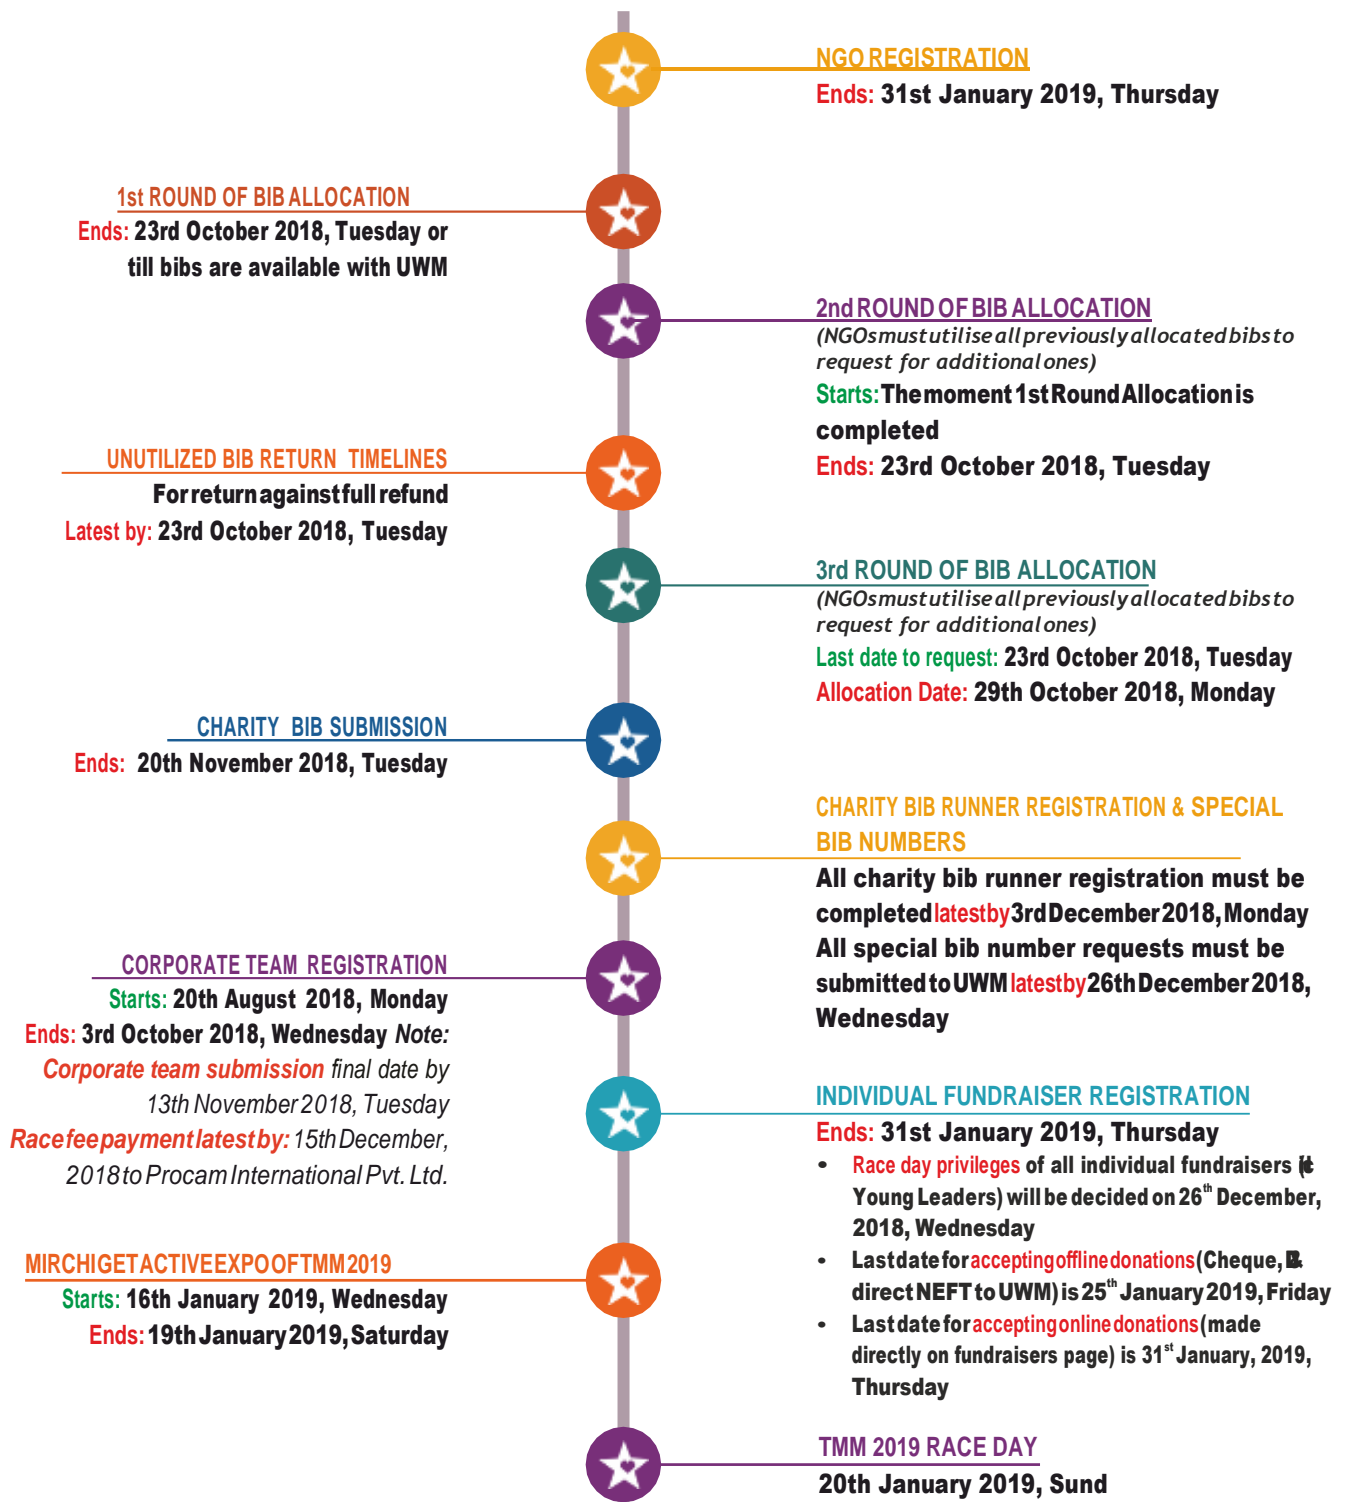 NGO REGISTRATION
Ends: 31st January 2019, Thursday
1st ROUND OF BIB ALLOCATION
Ends: 23rd October 2018, Tuesday or
till bibs are available with UWM
2nd ROUND OF BIB ALLOCATION
(NGOs must utilise all previously allocated bibs to
request for additional ones)
Starts: The moment 1st Round Allocation is
completed
Ends: 23rd October 2018, Tuesday
UNUTILIZED BIB RETURN TIMELINES
For return against full refund
Latest by: 23rd October 2018, Tuesday
3rd ROUND OF BIB ALLOCATION
(NGOs must utilise all previously allocated bibs to
request for additional ones)
Last date to request: 23rd October 2018, Tuesday
Allocation Date: 29th October 2018, Monday
CHARITY BIB SUBMISSION
Ends: 20th November 2018, Tuesday
CHARITY BIB RUNNER REGISTRATION & SPECIAL
BIB NUMBERS
All charity bib runner registration must be
completed latest by 3rd December 2018, Monday
All special bib number requests must be
submitted to UWM latest by 26th December 2018,
Wednesday
CORPORATE TEAM REGISTRATION
Starts: 20th August 2018, Monday
Ends: 3rd October 2018, Wednesday Note:
Corporate team submission final date by
13th November 2018, Tuesday
Race fee payment latest by: 15th December,
2018 to Procam International Pvt. Ltd.
INDIVIDUAL FUNDRAISER REGISTRATION
Ends: 31st January 2019, Thursday
• Race day privileges of all individual fundraisers
Young Leaders) will be decided on 26th December,
2018, Wednesday
• Last date for accepting offline donations (Cheque, &
direct NEFT to UWM) is 25th January 2019, Friday
• Last date for accepting online donations (made
directly on fundraisers page) is 31st January, 2019,
Thursday
MIRCHI GET ACTIVE EXPO OF TMM 2019
Starts: 16th January 2019, Wednesday
Ends: 19th January 2019, Saturday
TMM 2019 RACE DAY
20th January 2019, Sund